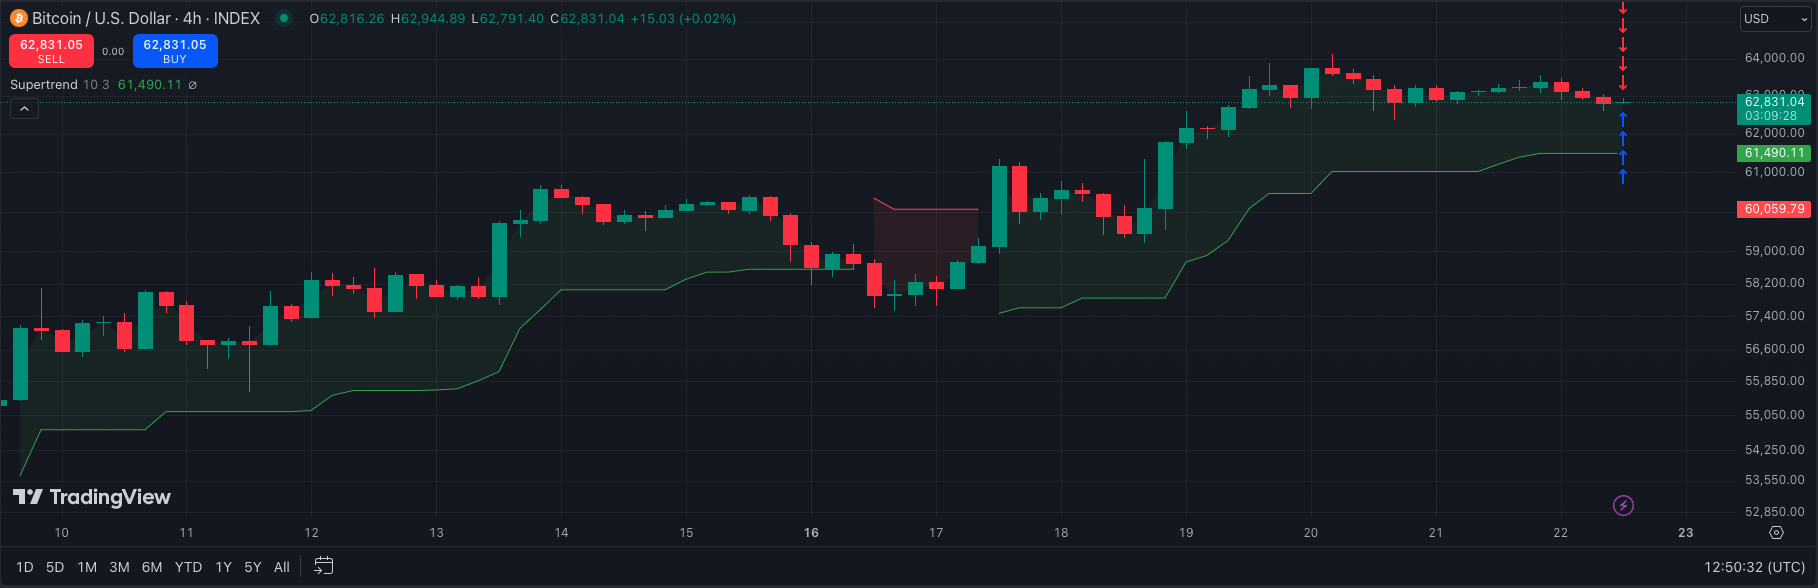 Bitcoin / U.S. Dollar · 4h · INDEX O62,816.26 H62,944.89 L62,791.40 C62,831.04 +15.03 (+0.02%)
USD
62,831.05 0.00 62,831.05
SELL BUY
Supertrend 10 3 61,490.11 ∅
64,000.00
63,000.00
62,831.04
03:09:28
62,000.00
61,490.11
61,000.00
60,059.79
59,000.00
58,200.00
57,400.00
56,600.00
55,850.00
55,050.00
54,250.00
53,550.00
52,850.00
TradingView
10 11 12 13 14 15 16 17 18 19 20 21 22 23
1D 5D 1M 3M 6M YTD 1Y 5Y All 12:50:32 (UTC)